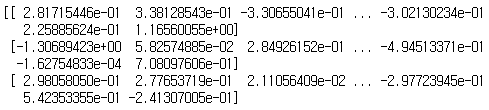 [[ 2.81715446e-01 3.38128543e-01 -3.30655041e-01 ... -3.02130234e-01
2.25885624e-01 1.16560055e+00]
[-1.30689423e+00 5.82574885e-02 2.84926152e-01 ... -4.94513371e-01
-1.62754833e-04 7.08097606e-01]
[ 2.98058050e-01 2.77653719e-01 2.11056409e-02 ... -2.97723945e-01
5.42353355e-01 -2.41307005e-01]